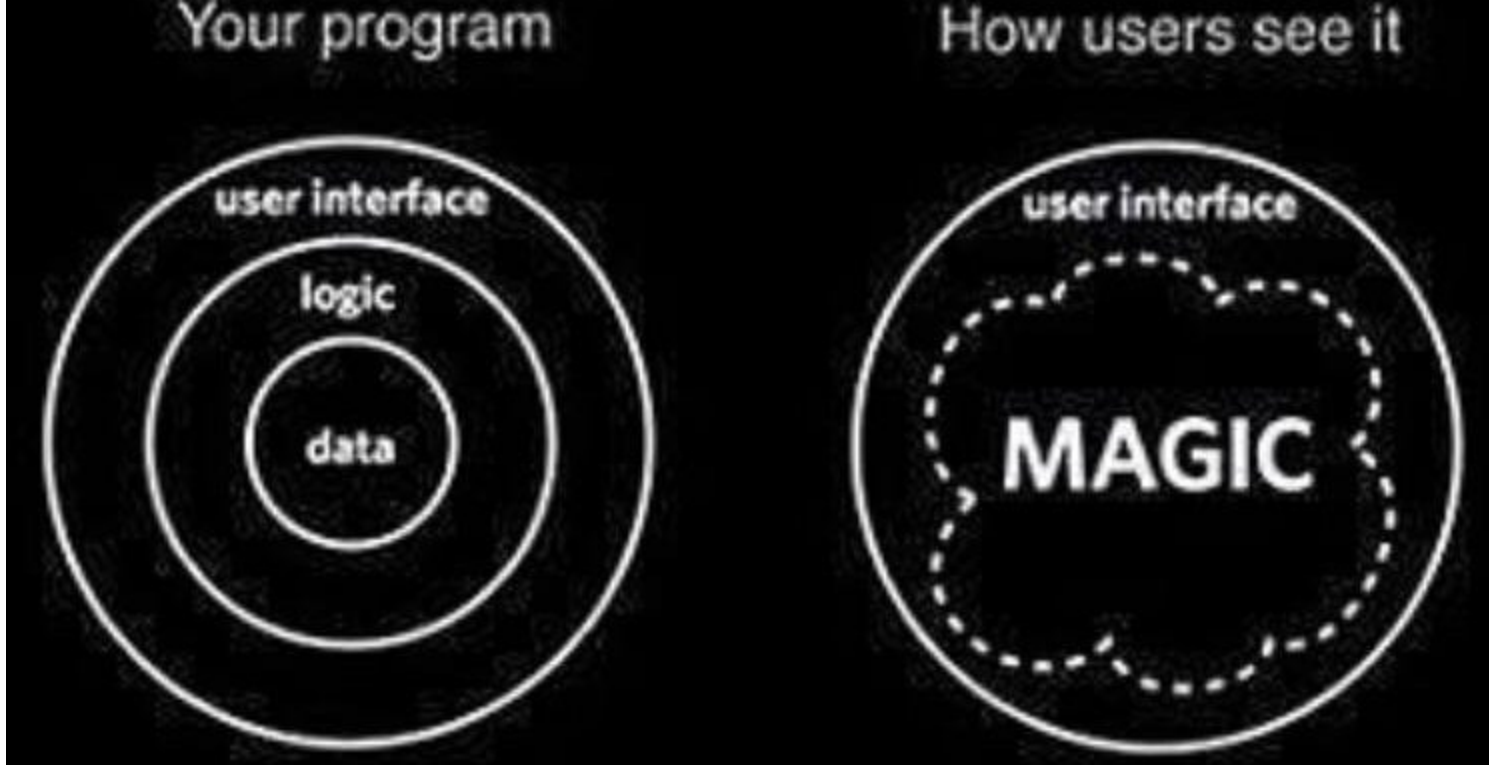 Your program
user interface
logic
data
How users see it
user interface
MAGIC